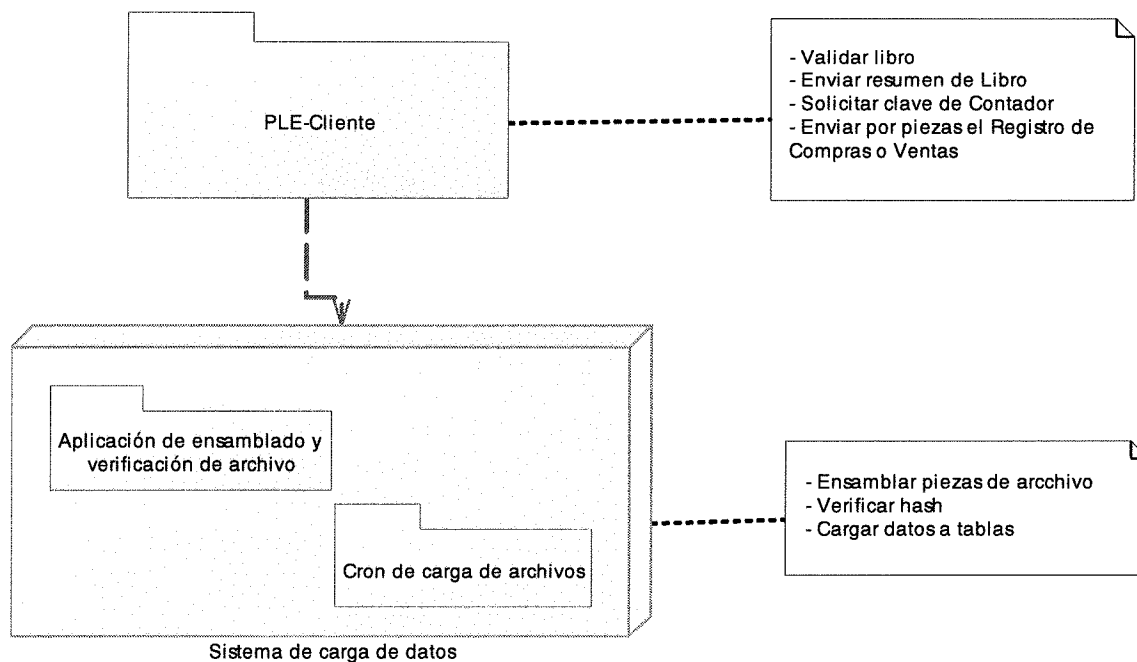 PLE-Cliente
- Validar libro
- Enviar resumen de Libro
- Solicitar clave de Contador
- Enviar por piezas el Registro de
Compras o Ventas
Aplicación de ensamblado y
verificación de archivo
Cron de carga de archivos
- Ensamblar piezas de arcchivo
- Verificar hash
- Cargar datos a tablas
Sistema de carga de datos